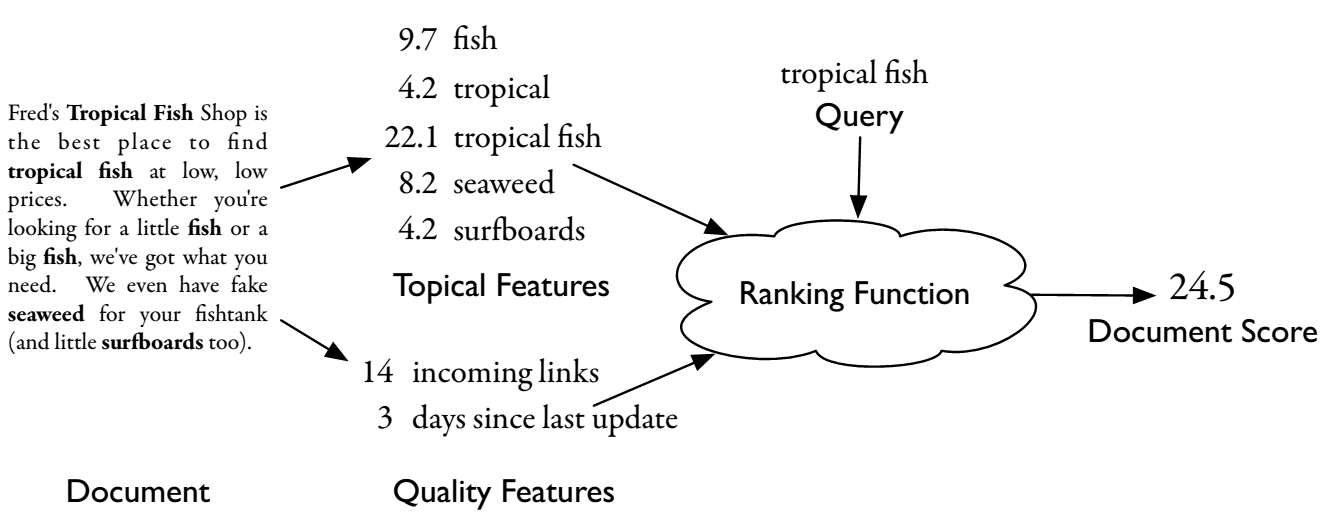 Fred's Tropical Fish Shop is
the best place to find
tropical fish at low, low
prices. Whether you're
looking for a little fish or a
big fish, we've got what you
need. We even have fake
seaweed for your fishtank
(and little surfboards too).
Document
9.7 fish
4.2 tropical
22.1 tropical fish
8.2 seaweed
4.2 surfboards
Topical Features
14 incoming links
3 days since last update
Quality Features
tropical fish
Query
Ranking Function
24.5
Document Score